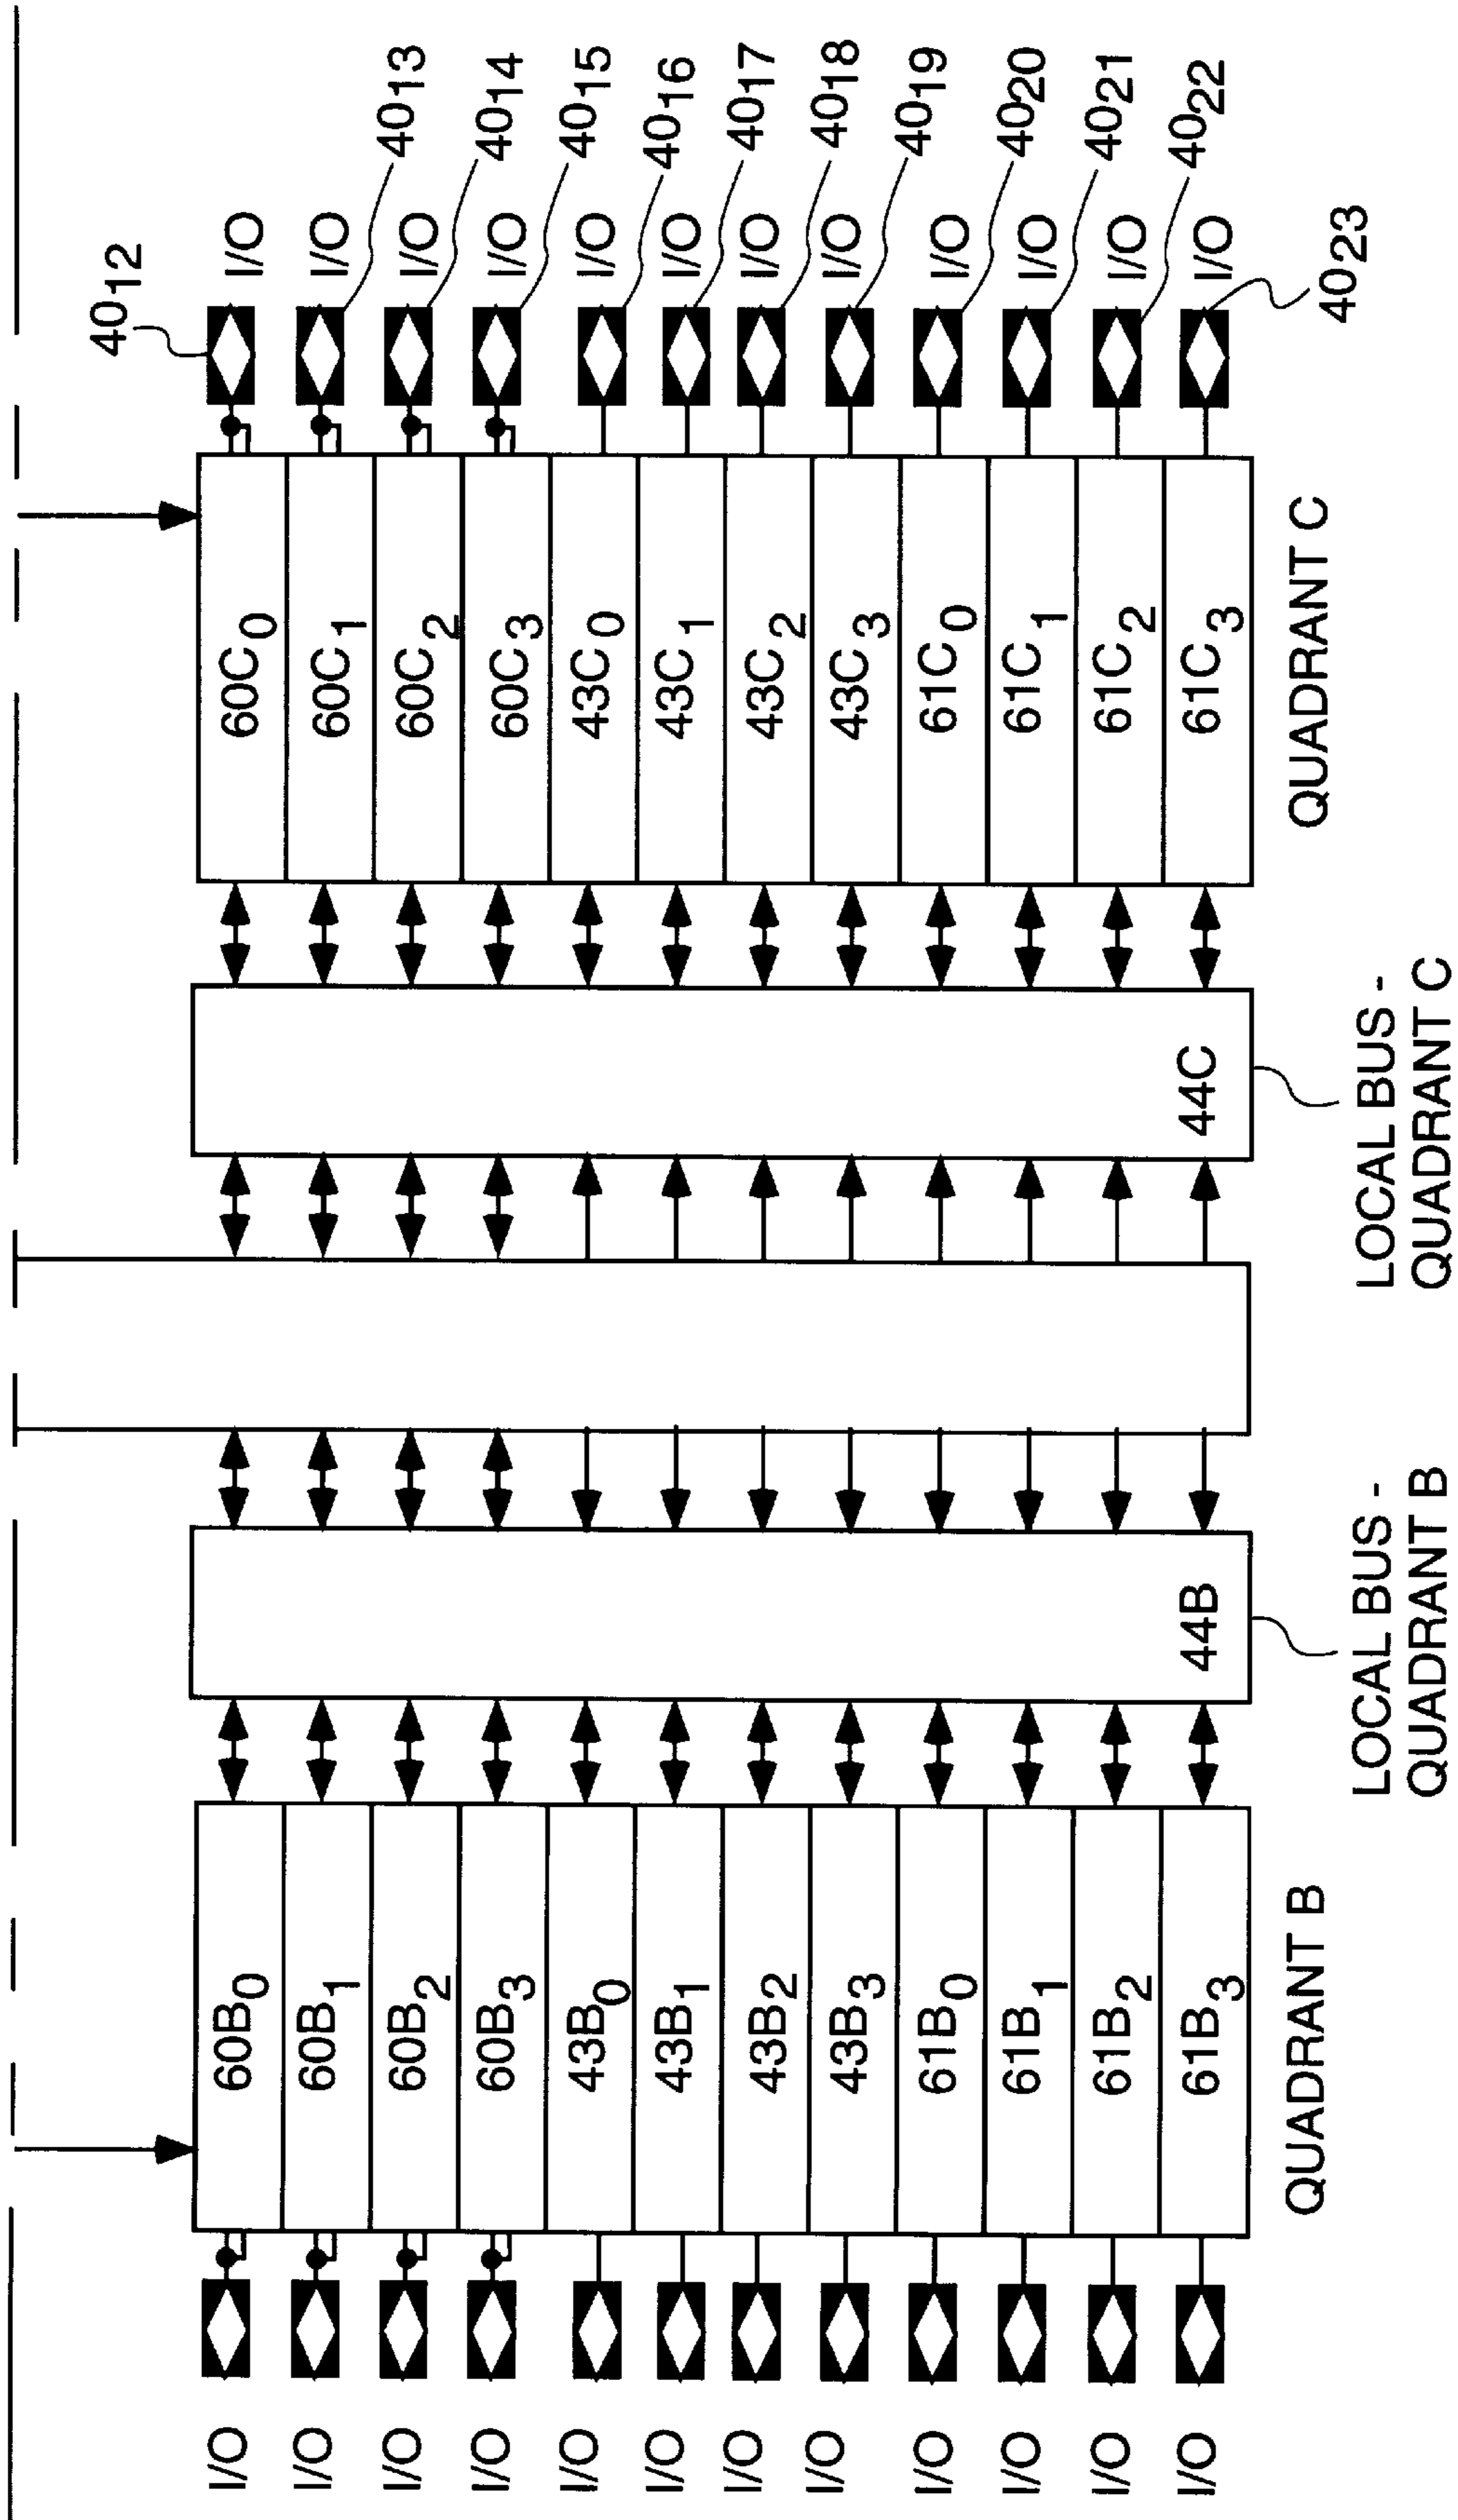 40₁₂
I/O
60B₀
60C₀
I/O
I/O
60B₁
60C₁
I/O
40₁₃
I/O
60B₂
60C₂
I/O
40₁₄
I/O
60B₃
60C₃
I/O
40₁₅
I/O
43B₀
43C₀
I/O
40₁₆
I/O
43B₁
43C₁
I/O
40₁₇
I/O
43B₂
43C₂
I/O
40₁₈
I/O
43B₃
43C₃
I/O
40₁₉
I/O
61B₀
61C₀
I/O
40₂₀
I/O
61B₁
61C₁
I/O
40₂₁
I/O
61B₂
61C₂
I/O
40₂₂
I/O
61B₃
44B
44C
61C₃
I/O
40₂₃
QUADRANT B
QUADRANT C
LOCAL BUS -
QUADRANT B
LOCAL BUS -
QUADRANT C